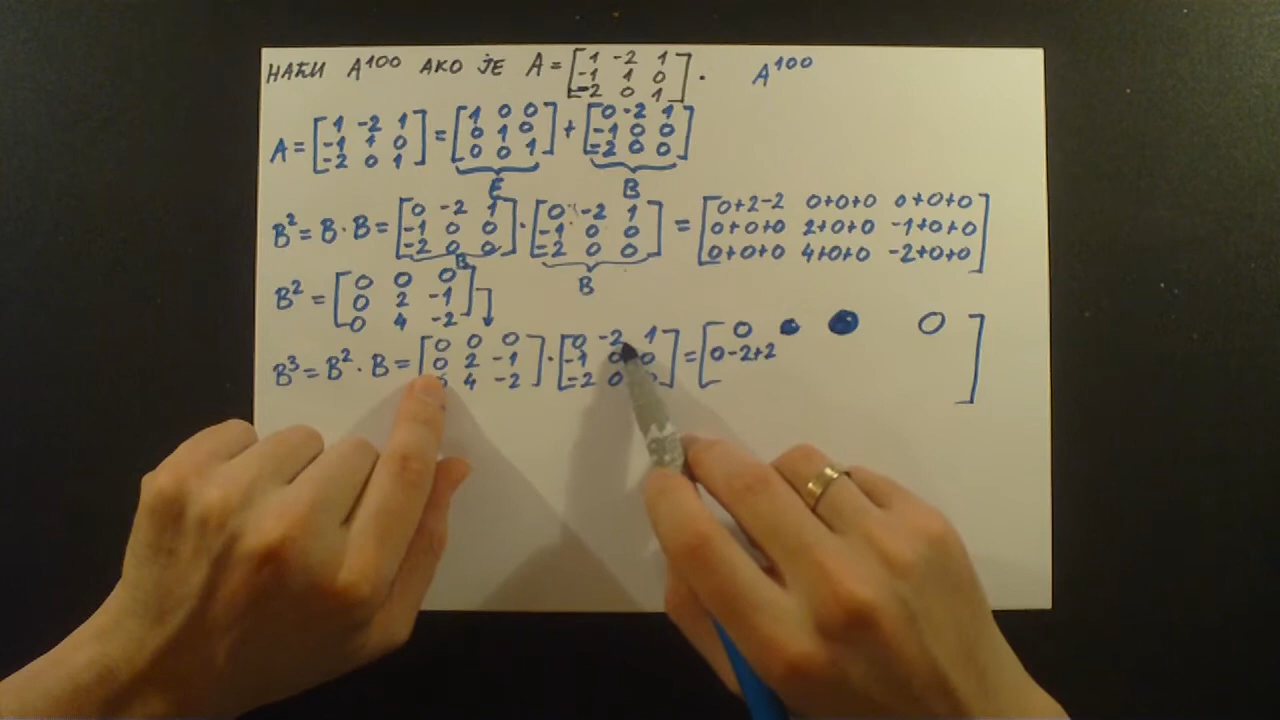 НАЋИ A¹⁰⁰ АКО ЈЕ A = [1 -2 1; -1 1 0; -2 0 1]. A¹⁰⁰
A = [1 -2 1; -1 1 0; -2 0 1] = [1 0 0; 0 1 0; 0 0 1] + [0 -2 1; -1 0 0; -2 0 0]
E B
B² = B · B = [0 -2 1; -1 0 0; -2 0 0] · [0 -2 1; -1 0 0; -2 0 0] = [0+2-2 0+0+0 0+0+0; 0+0+0 2+0+0 -1+0+0; 0+0+0 4+0+0 -2+0+0]
B B
B² = [0 0 0; 0 2 -1; 0 4 -2]
B³ = B² · B = [0 0 0; 0 2 -1; 4 -2] · [0 -2 1; -1 0 0; -2 0] = [0 0; 0-2+2]